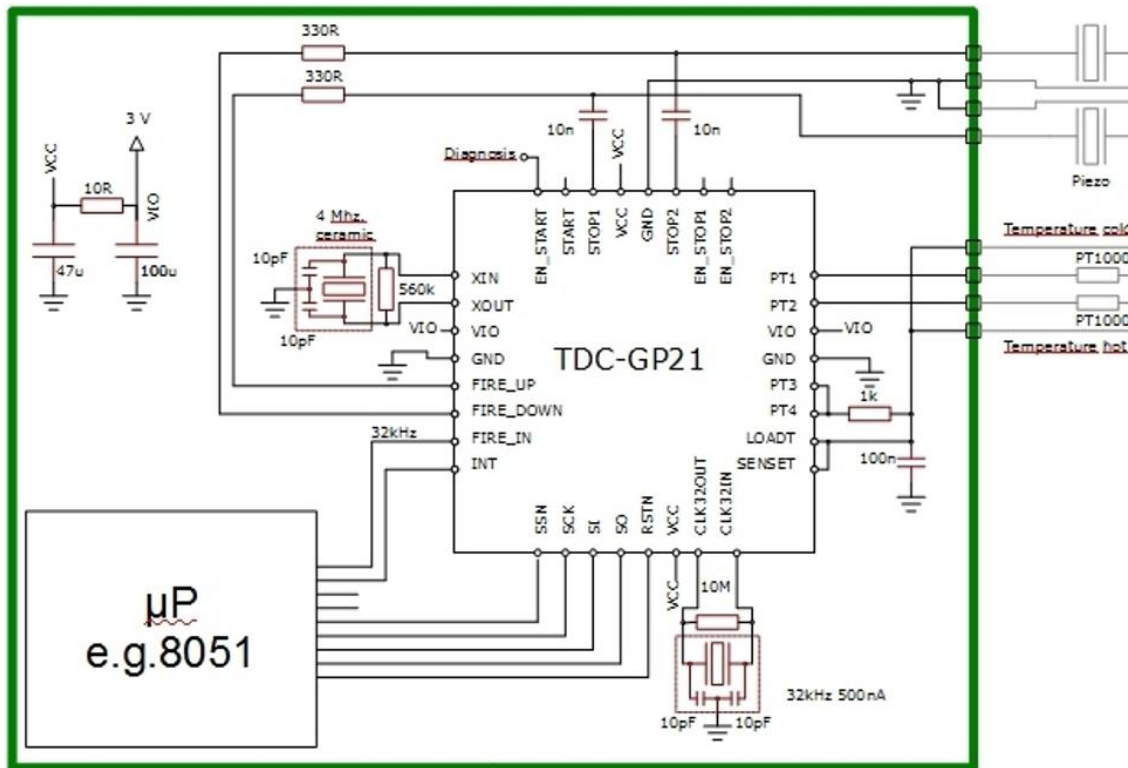 330R
330R
3 V
VCC
10R
VIO
47u
100u
10n
10n
VCC
Diagnosis
Piezo
4 Mhz.
ceramic
10pF
560k
10pF
EN_START
START
STOP1
VCC
GND
STOP2
EN_STOP1
EN_STOP2
XIN
XOUT
VIO
VIO
GND
FIRE_UP
FIRE_DOWN
32kHz
FIRE_IN
INT
TDC-GP21
PT1
PT2
VIO
VIO
GND
PT3
PT4
1k
LOADT
SENSET
100n
Temperature cold
PT1000
PT1000
Temperature hot
SSN
SCK
SI
SO
RSTN
VCC
CLK32OUT
CLK32IN
VCC
10M
10pF
10pF
32kHz 500nA
µP
e.g.8051